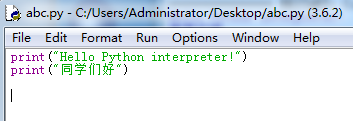 abc.py - C:/Users/Administrator/Desktop/abc.py (3.6.2)
File Edit Format Run Options Window Help
print("Hello Python interpreter!")
print("同学们好")